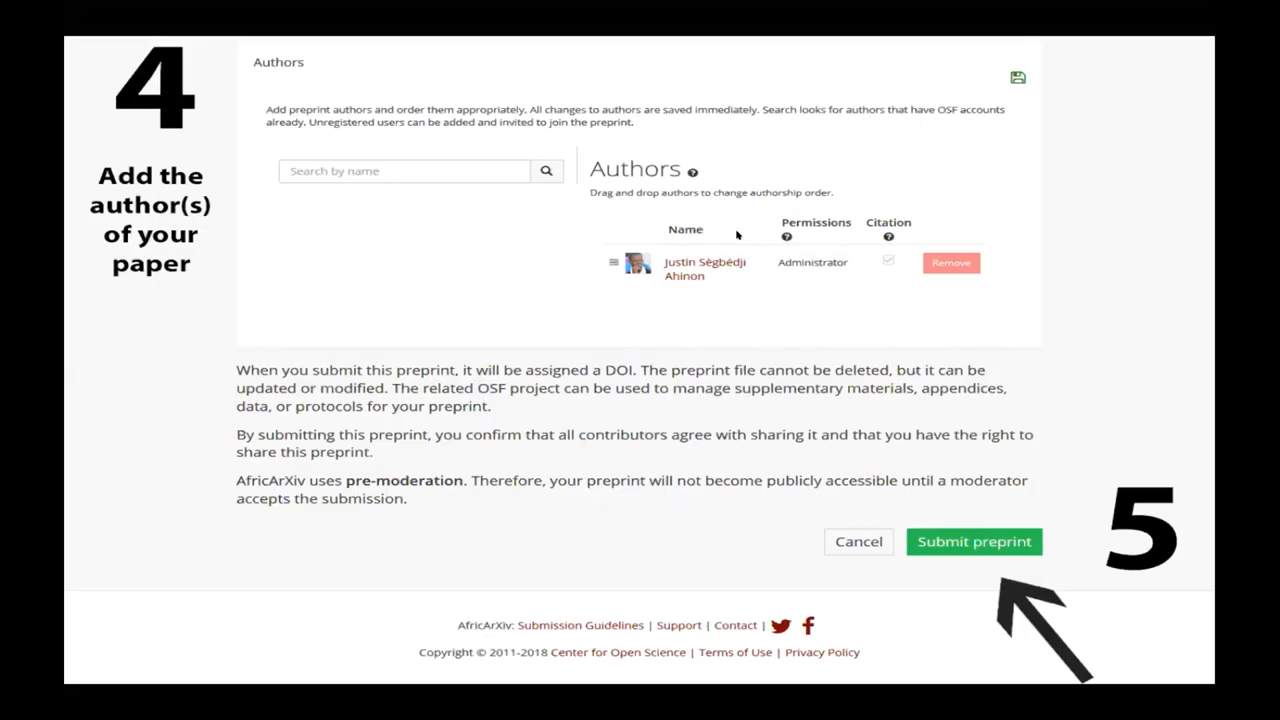 4
Add the
author(s)
of your
paper
Authors
Add preprint authors and order them appropriately. All changes to authors are saved immediately. Search looks for authors that have OSF accounts
already. Unregistered users can be added and invited to join the preprint.
Search by name
Authors
Drag and drop authors to change authorship order.
Name Permissions Citation
Justin Sègbédji
Ahinon
Administrator
Remove
When you submit this preprint, it will be assigned a DOI. The preprint file cannot be deleted, but it can be
updated or modified. The related OSF project can be used to manage supplementary materials, appendices,
data, or protocols for your preprint.
By submitting this preprint, you confirm that all contributors agree with sharing it and that you have the right to
share this preprint.
AfricArXiv uses pre-moderation. Therefore, your preprint will not become publicly accessible until a moderator
accepts the submission.
Cancel
Submit preprint
5
AfricArXiv: Submission Guidelines | Support | Contact |
Copyright © 2011-2018 Center for Open Science | Terms of Use | Privacy Policy